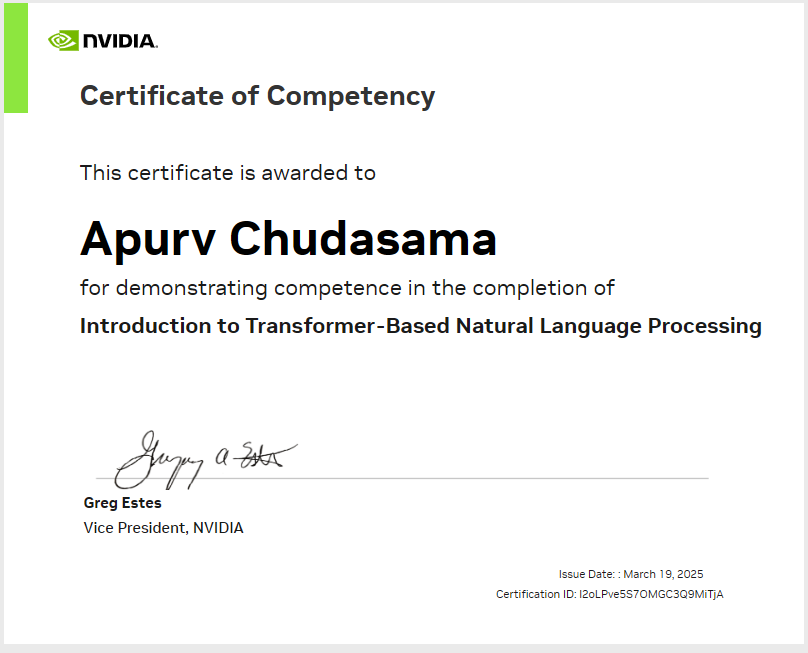 NVIDIA.
Certificate of Competency
This certificate is awarded to
Apurv Chudasama
for demonstrating competence in the completion of
Introduction to Transformer-Based Natural Language Processing
Greg Estes
Vice President, NVIDIA
Issue Date: : March 19, 2025
Certification ID: I2oLPve5S7OMGC3Q9MiTjA